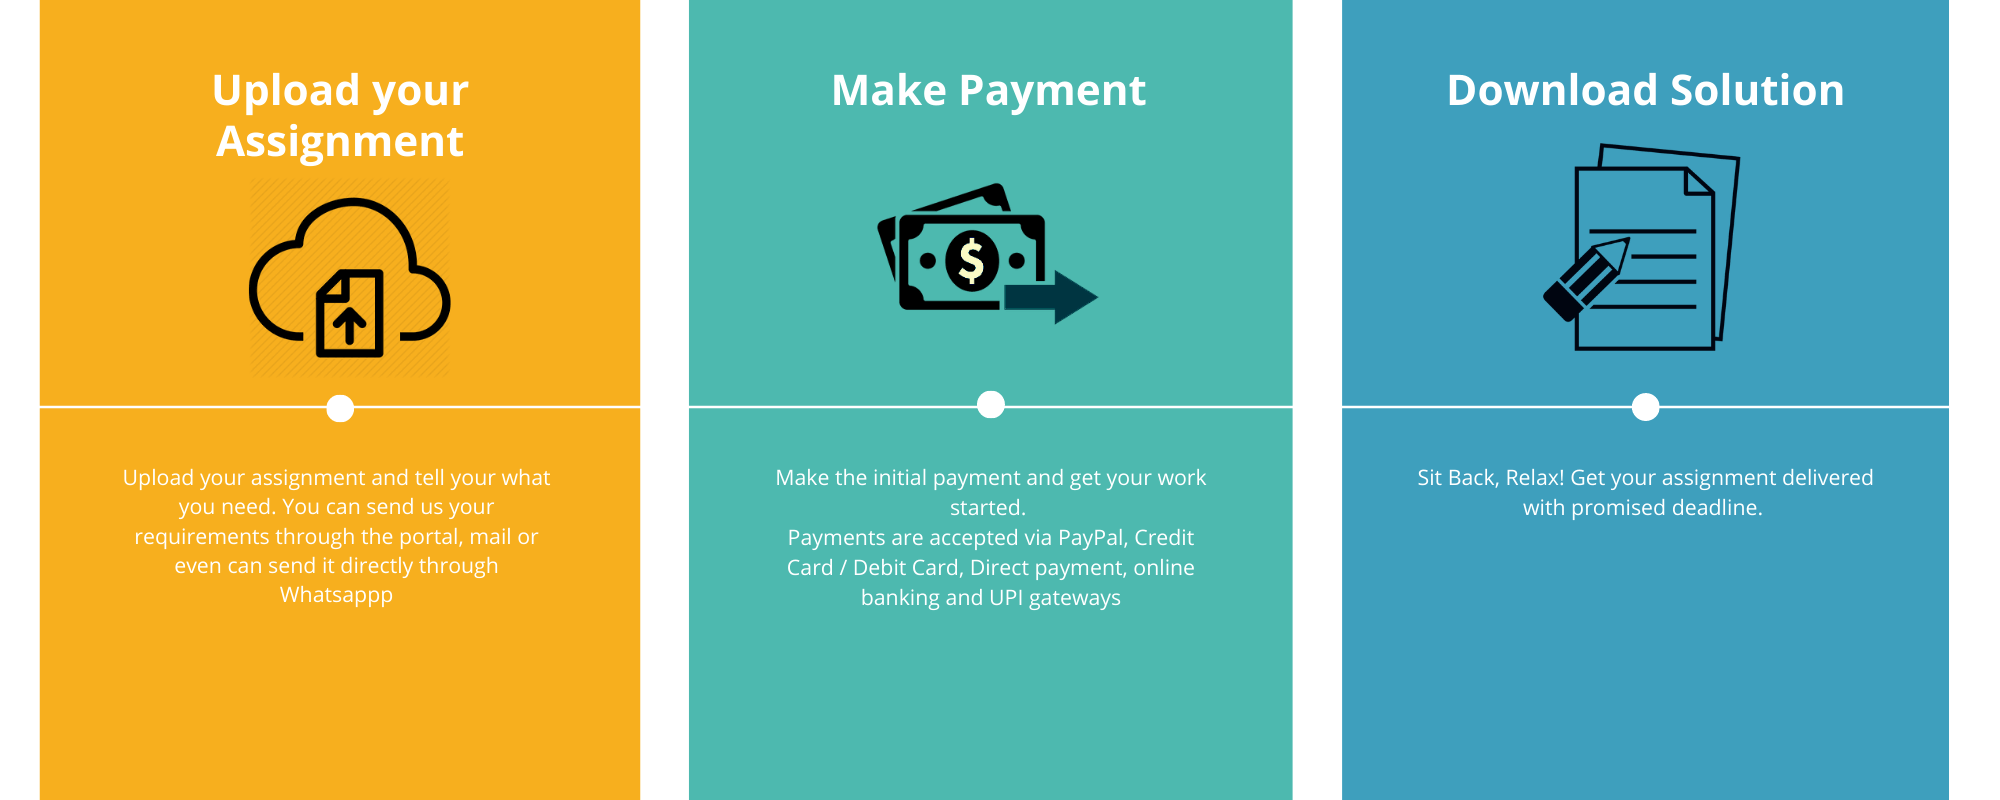 Upload your
Assignment
Upload your assignment and tell your what
you need. You can send us your
requirements through the portal, mail or
even can send it directly through
Whatsappp
Make Payment
$
Make the initial payment and get your work
started.
Payments are accepted via PayPal, Credit
Card / Debit Card, Direct payment, online
banking and UPI gateways
Download Solution
Sit Back, Relax! Get your assignment delivered
with promised deadline.